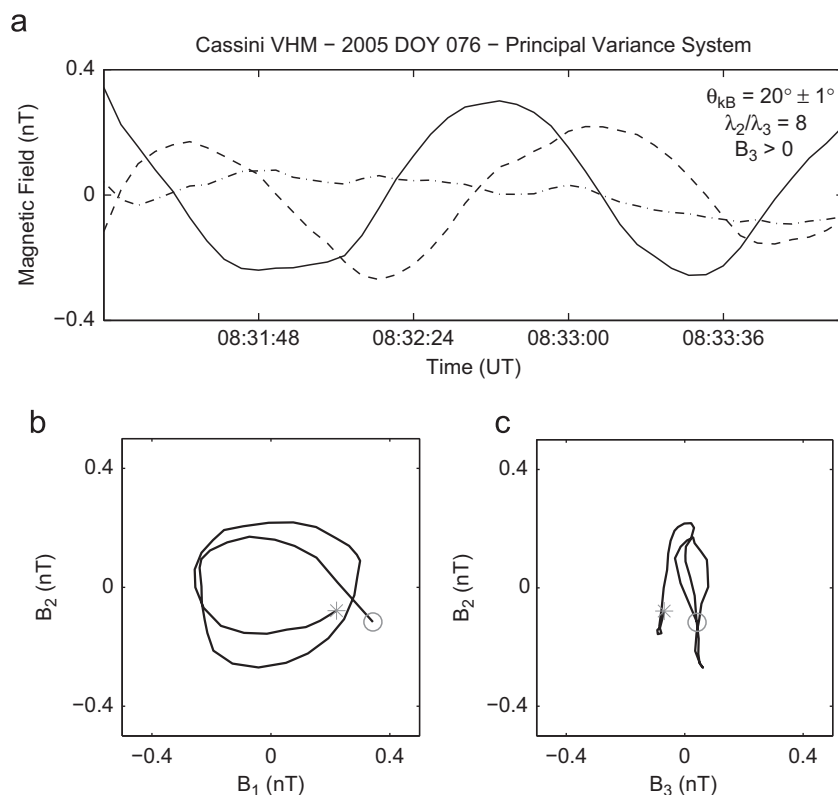 a
Cassini VHM − 2005 DOY 076 − Principal Variance System
0.4
0
−0.4
Magnetic Field (nT)
θkB = 20° ± 1°
λ2/λ3 = 8
B3 > 0
08:31:48 08:32:24 08:33:00 08:33:36
Time (UT)
b
0.4
0
−0.4
B2 (nT)
−0.4 0 0.4
B1 (nT)
c
0.4
0
−0.4
B2 (nT)
−0.4 0 0.4
B3 (nT)